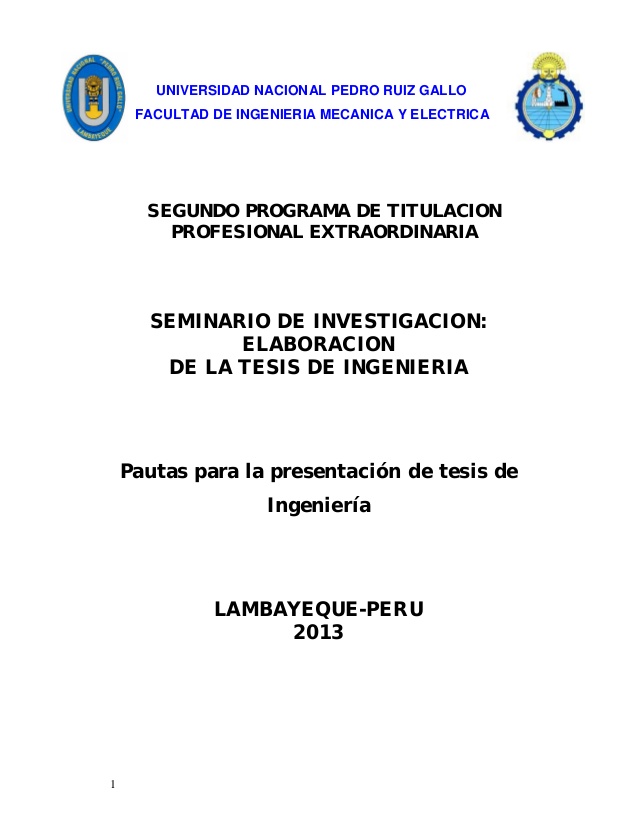 UNIVERSIDAD NACIONAL PEDRO RUIZ GALLO
FACULTAD DE INGENIERIA MECANICA Y ELECTRICA
UNIVERSIDAD NACIONAL "PEDRO RUIZ GALLO"
LAMBAYEQUE
SEGUNDO PROGRAMA DE TITULACION
PROFESIONAL EXTRAORDINARIA
SEMINARIO DE INVESTIGACION:
ELABORACION
DE LA TESIS DE INGENIERIA
Pautas para la presentación de tesis de
Ingeniería
LAMBAYEQUE-PERU
2013
1